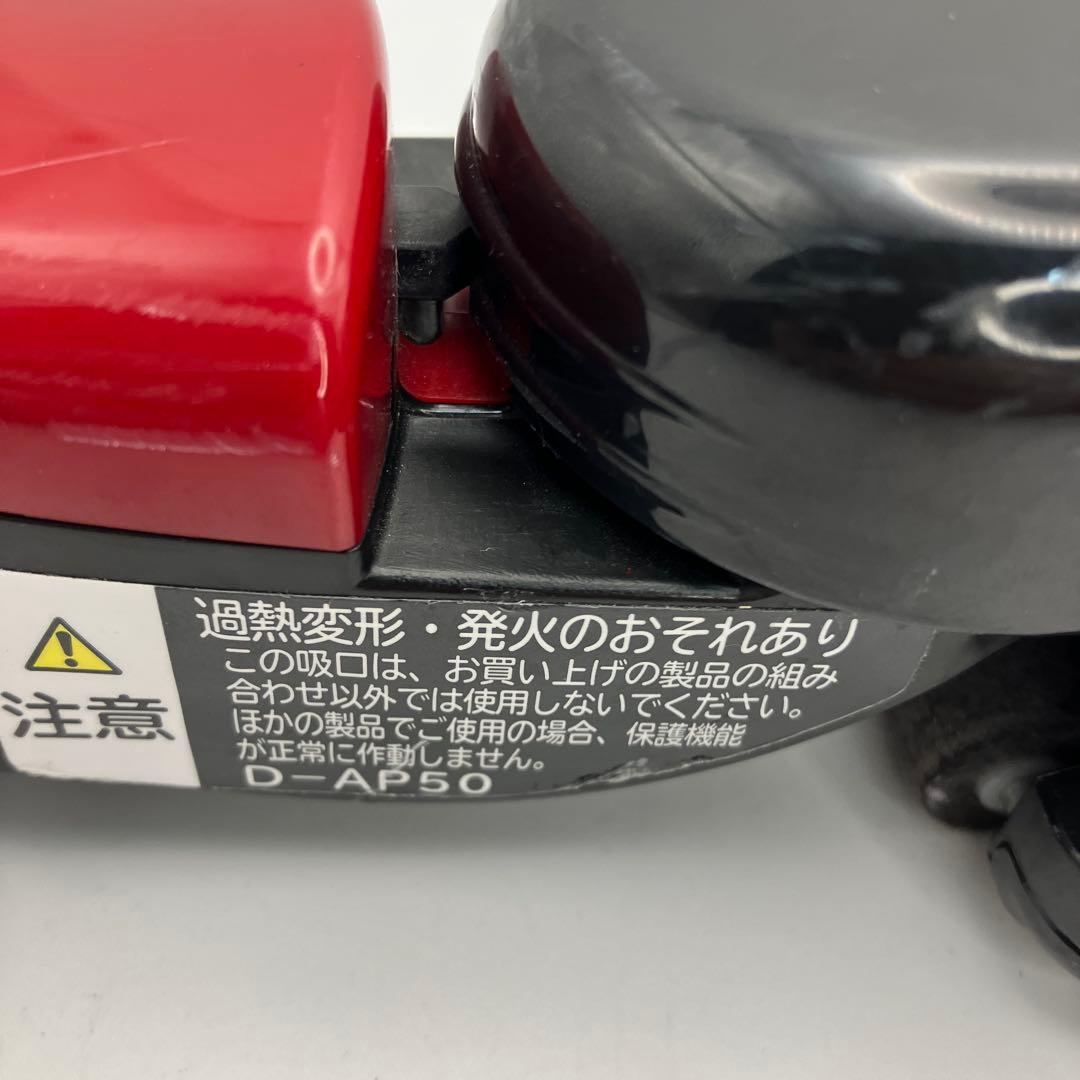 注意
過熱変形・発火のおそれあり
この吸口は、お買い上げの製品の組み
合わせ以外では使用しないでください。
ほかの製品でご使用の場合、保護機能
が正常に作動しません。
D-AP50